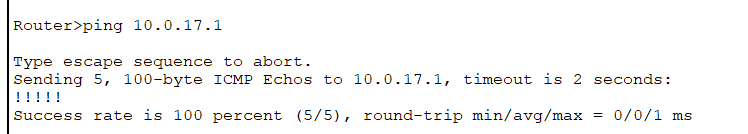 Router>ping 10.0.17.1
Type escape sequence to abort.
Sending 5, 100-byte ICMP Echos to 10.0.17.1, timeout is 2 seconds:
!!!!!
Success rate is 100 percent (5/5), round-trip min/avg/max = 0/0/1 ms